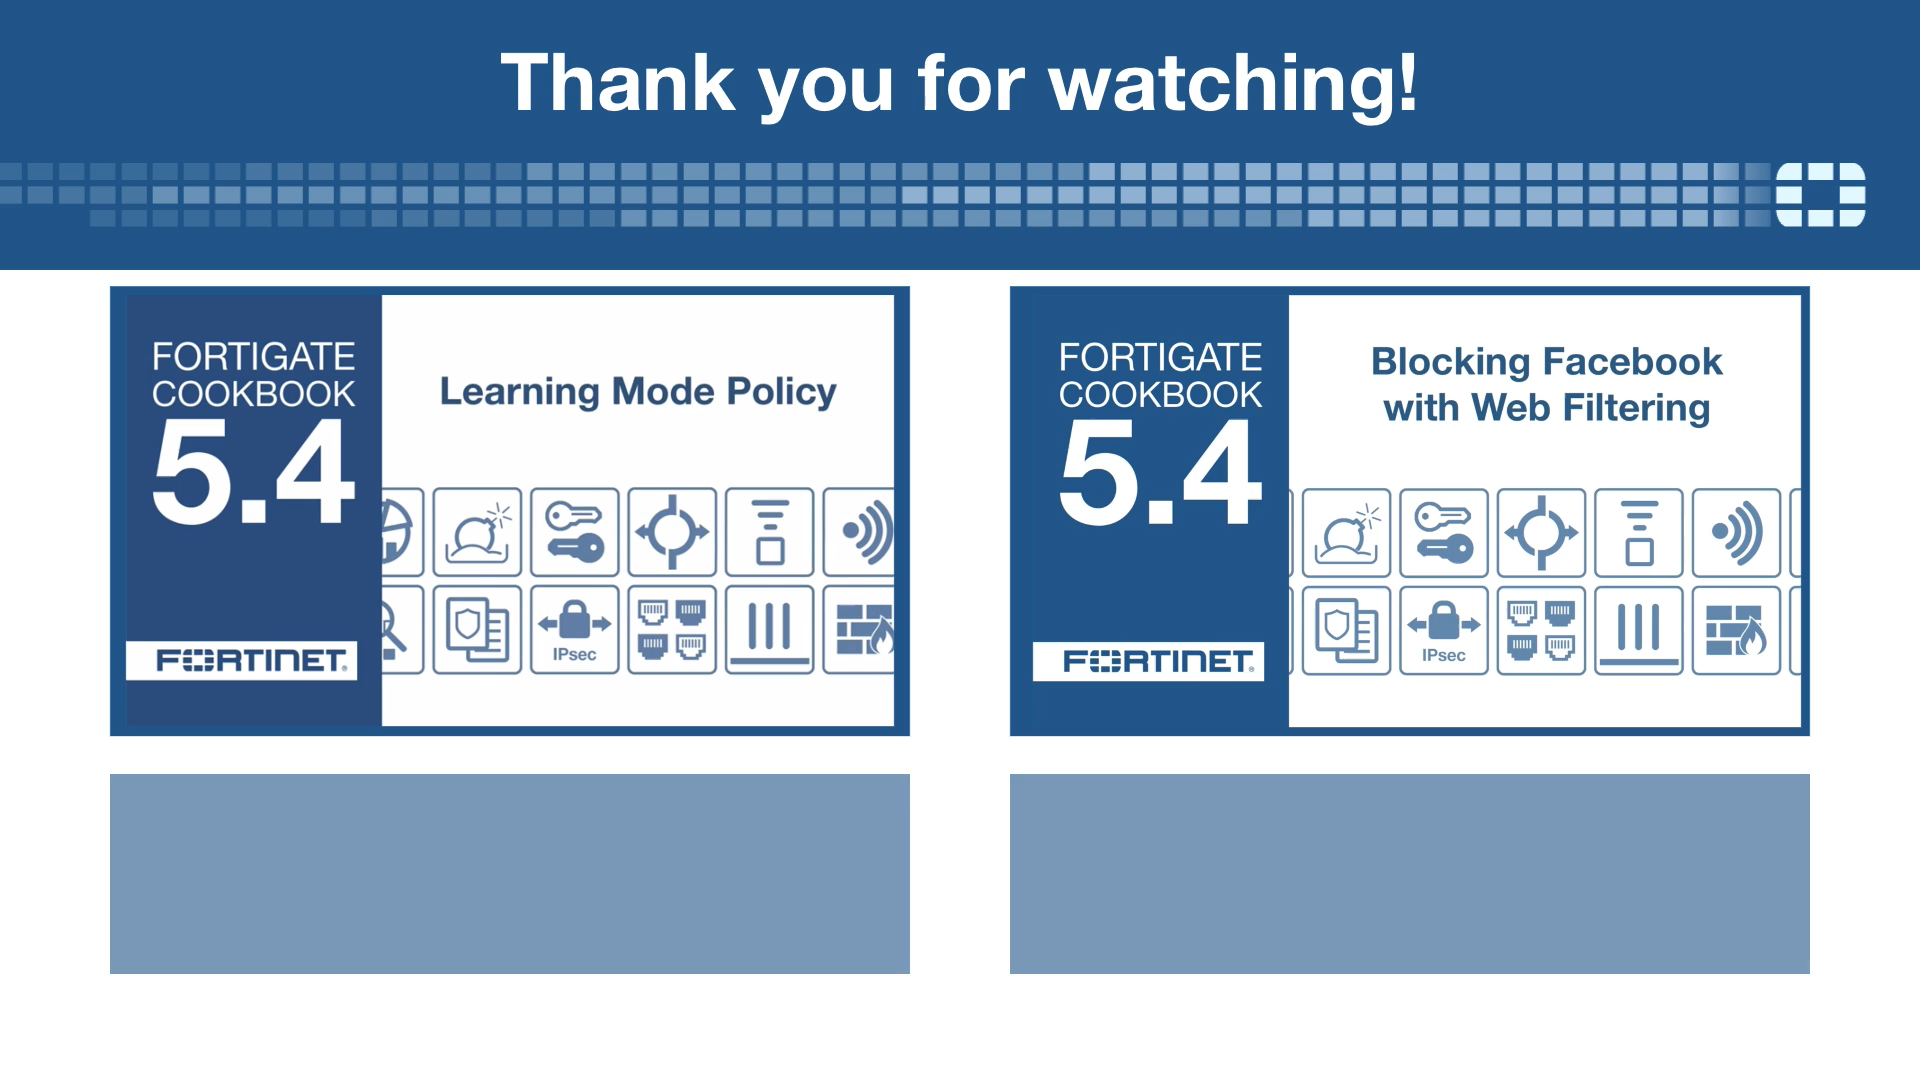 Thank you for watching!
FORTIGATE
COOKBOOK
5.4
Learning Mode Policy
IPsec
FORTINET®
FORTIGATE
COOKBOOK
5.4
Blocking Facebook
with Web Filtering
IPsec
FORTINET®